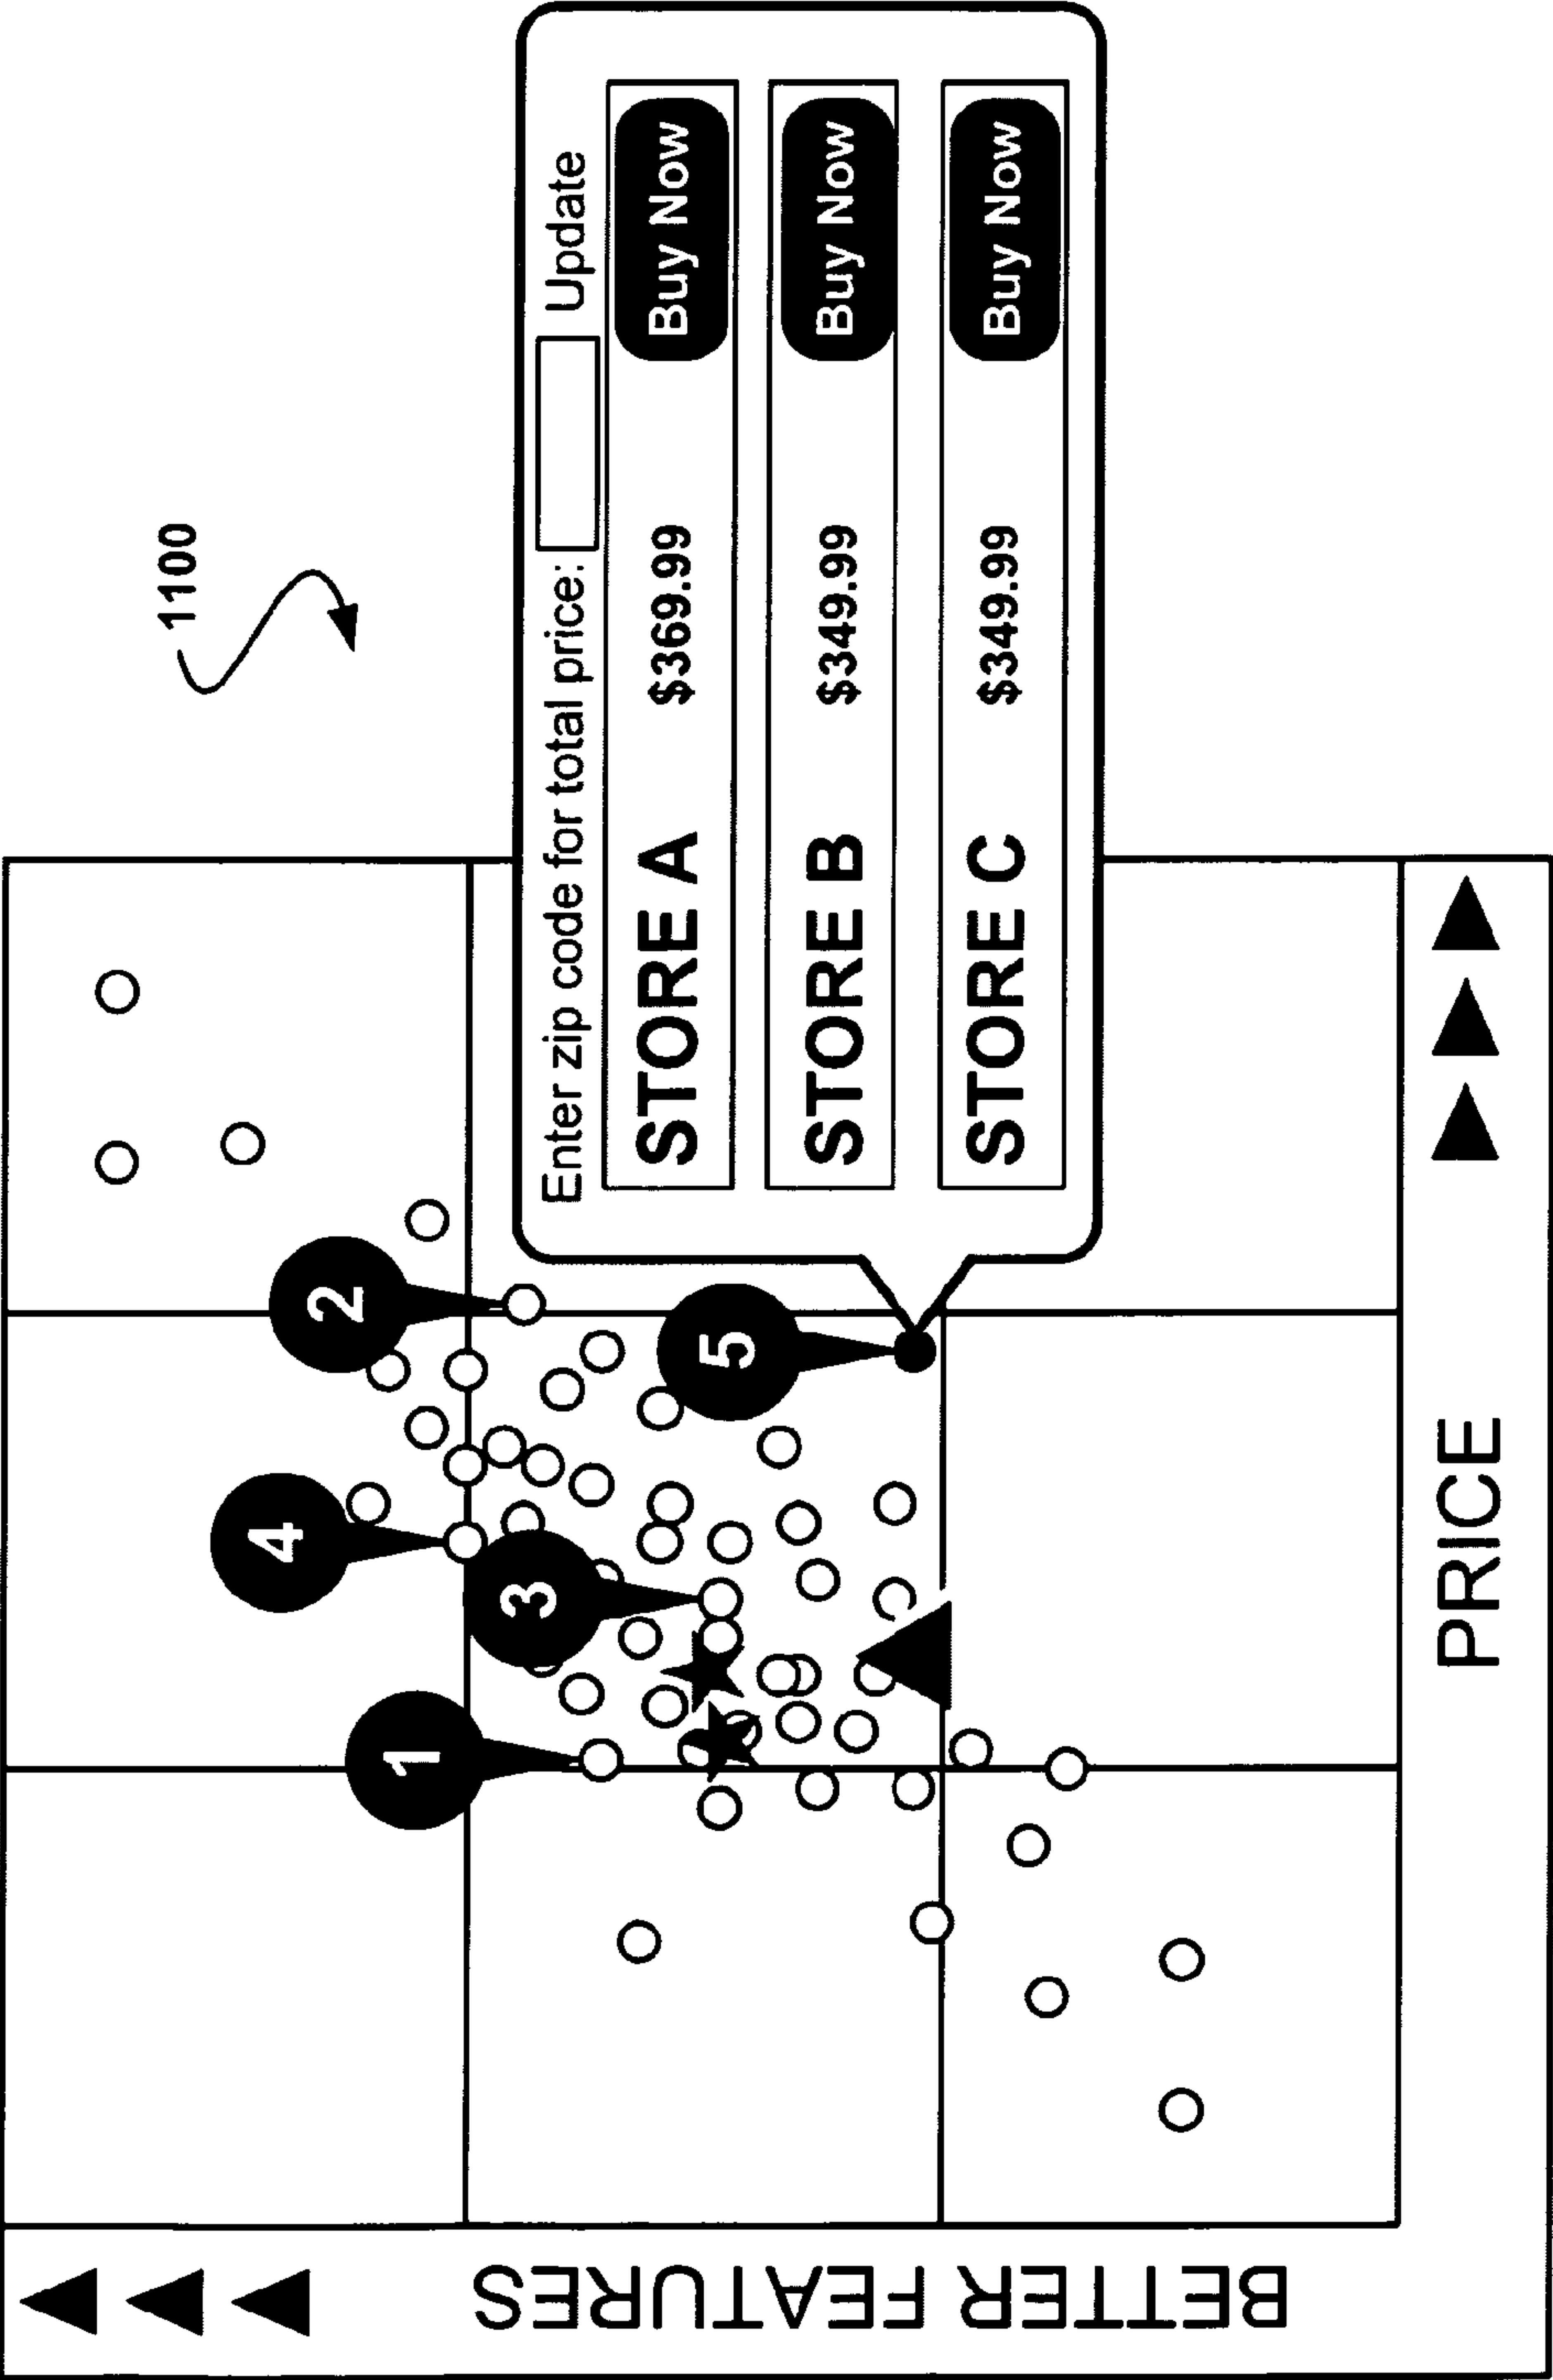 1100
Enter zip code for total price: Update
STORE A $369.99 Buy Now
STORE B $349.99 Buy Now
STORE C $349.99 Buy Now
2
4
1
3
5
BETTER FEATURES
PRICE